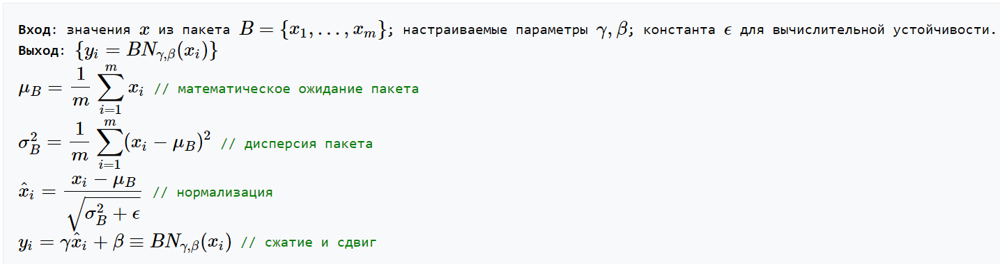 Вход: значения $x$ из пакета $B = \{x_1, \ldots, x_m\}$; настраиваемые параметры $\gamma, \beta$; константа $\epsilon$ для вычислительной устойчивости.
Выход: $\{y_i = BN_{\gamma,\beta}(x_i)\}$
$\mu_B = \frac{1}{m} \sum_{i=1}^{m} x_i$ // математическое ожидание пакета
$\sigma_B^2 = \frac{1}{m} \sum_{i=1}^{m} (x_i - \mu_B)^2$ // дисперсия пакета
$\hat{x}_i = \frac{x_i - \mu_B}{\sqrt{\sigma_B^2 + \epsilon}}$ // нормализация
$y_i = \gamma \hat{x}_i + \beta \equiv BN_{\gamma,\beta}(x_i)$ // сжатие и сдвиг